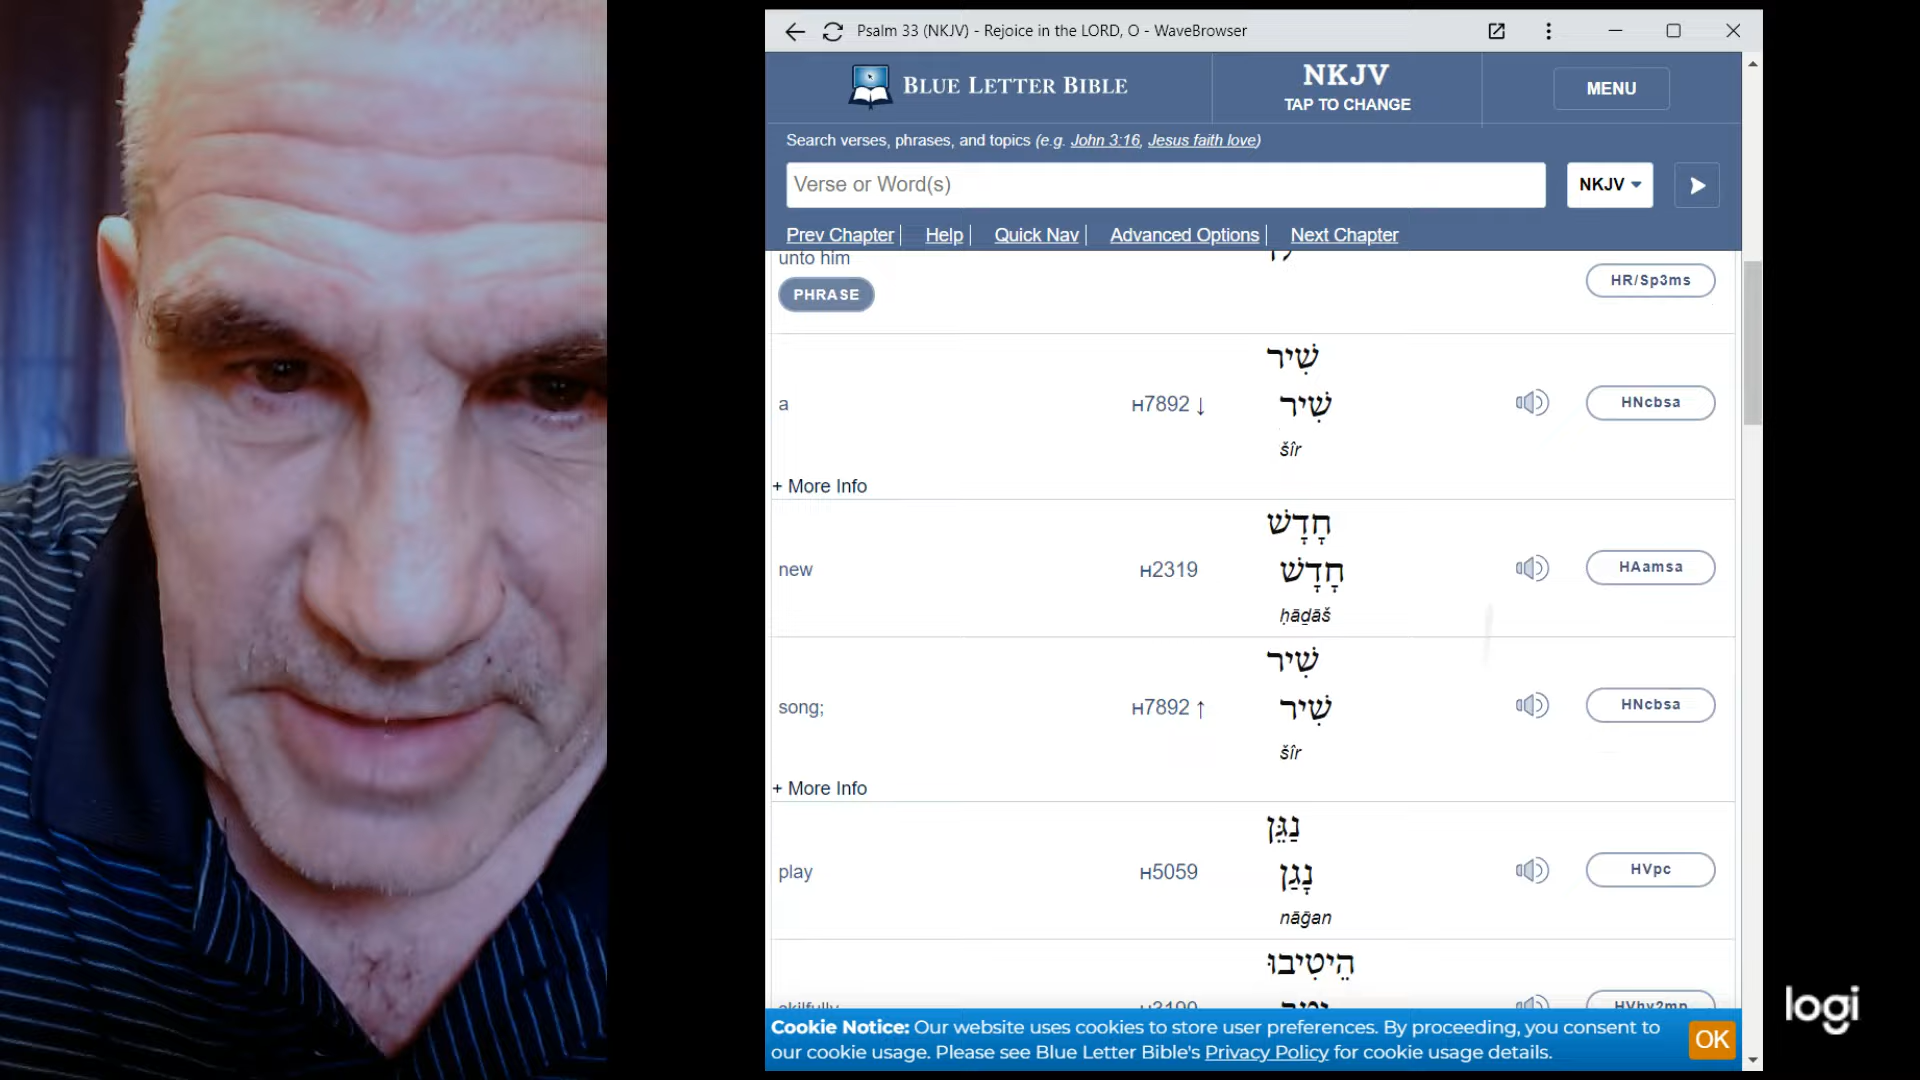 Psalm 33 (NKJV) - Rejoice in the LORD, O - WaveBrowser
BLUE LETTER BIBLE
NKJV
TAP TO CHANGE
MENU
Search verses, phrases, and topics (e.g. John 3:16, Jesus faith love)
Verse or Word(s)
NKJV
Prev Chapter | Help | Quick Nav | Advanced Options | Next Chapter
unto him
HR/Sp3ms
PHRASE
שִׁיר
a H7892 ↓ שִׁיר HNcbsa
šîr
+ More Info
חָדָשׁ
new H2319 חָדָשׁ HAamsa
ḥāḏāš
שִׁיר
song; H7892 ↑ שִׁיר HNcbsa
šîr
+ More Info
נַגֵּן
play H5059 נָגַן HVpc
nāḡan
הֵיטִיבוּ
Cookie Notice: Our website uses cookies to store user preferences. By proceeding, you consent to
our cookie usage. Please see Blue Letter Bible's Privacy Policy for cookie usage details.
OK
logi